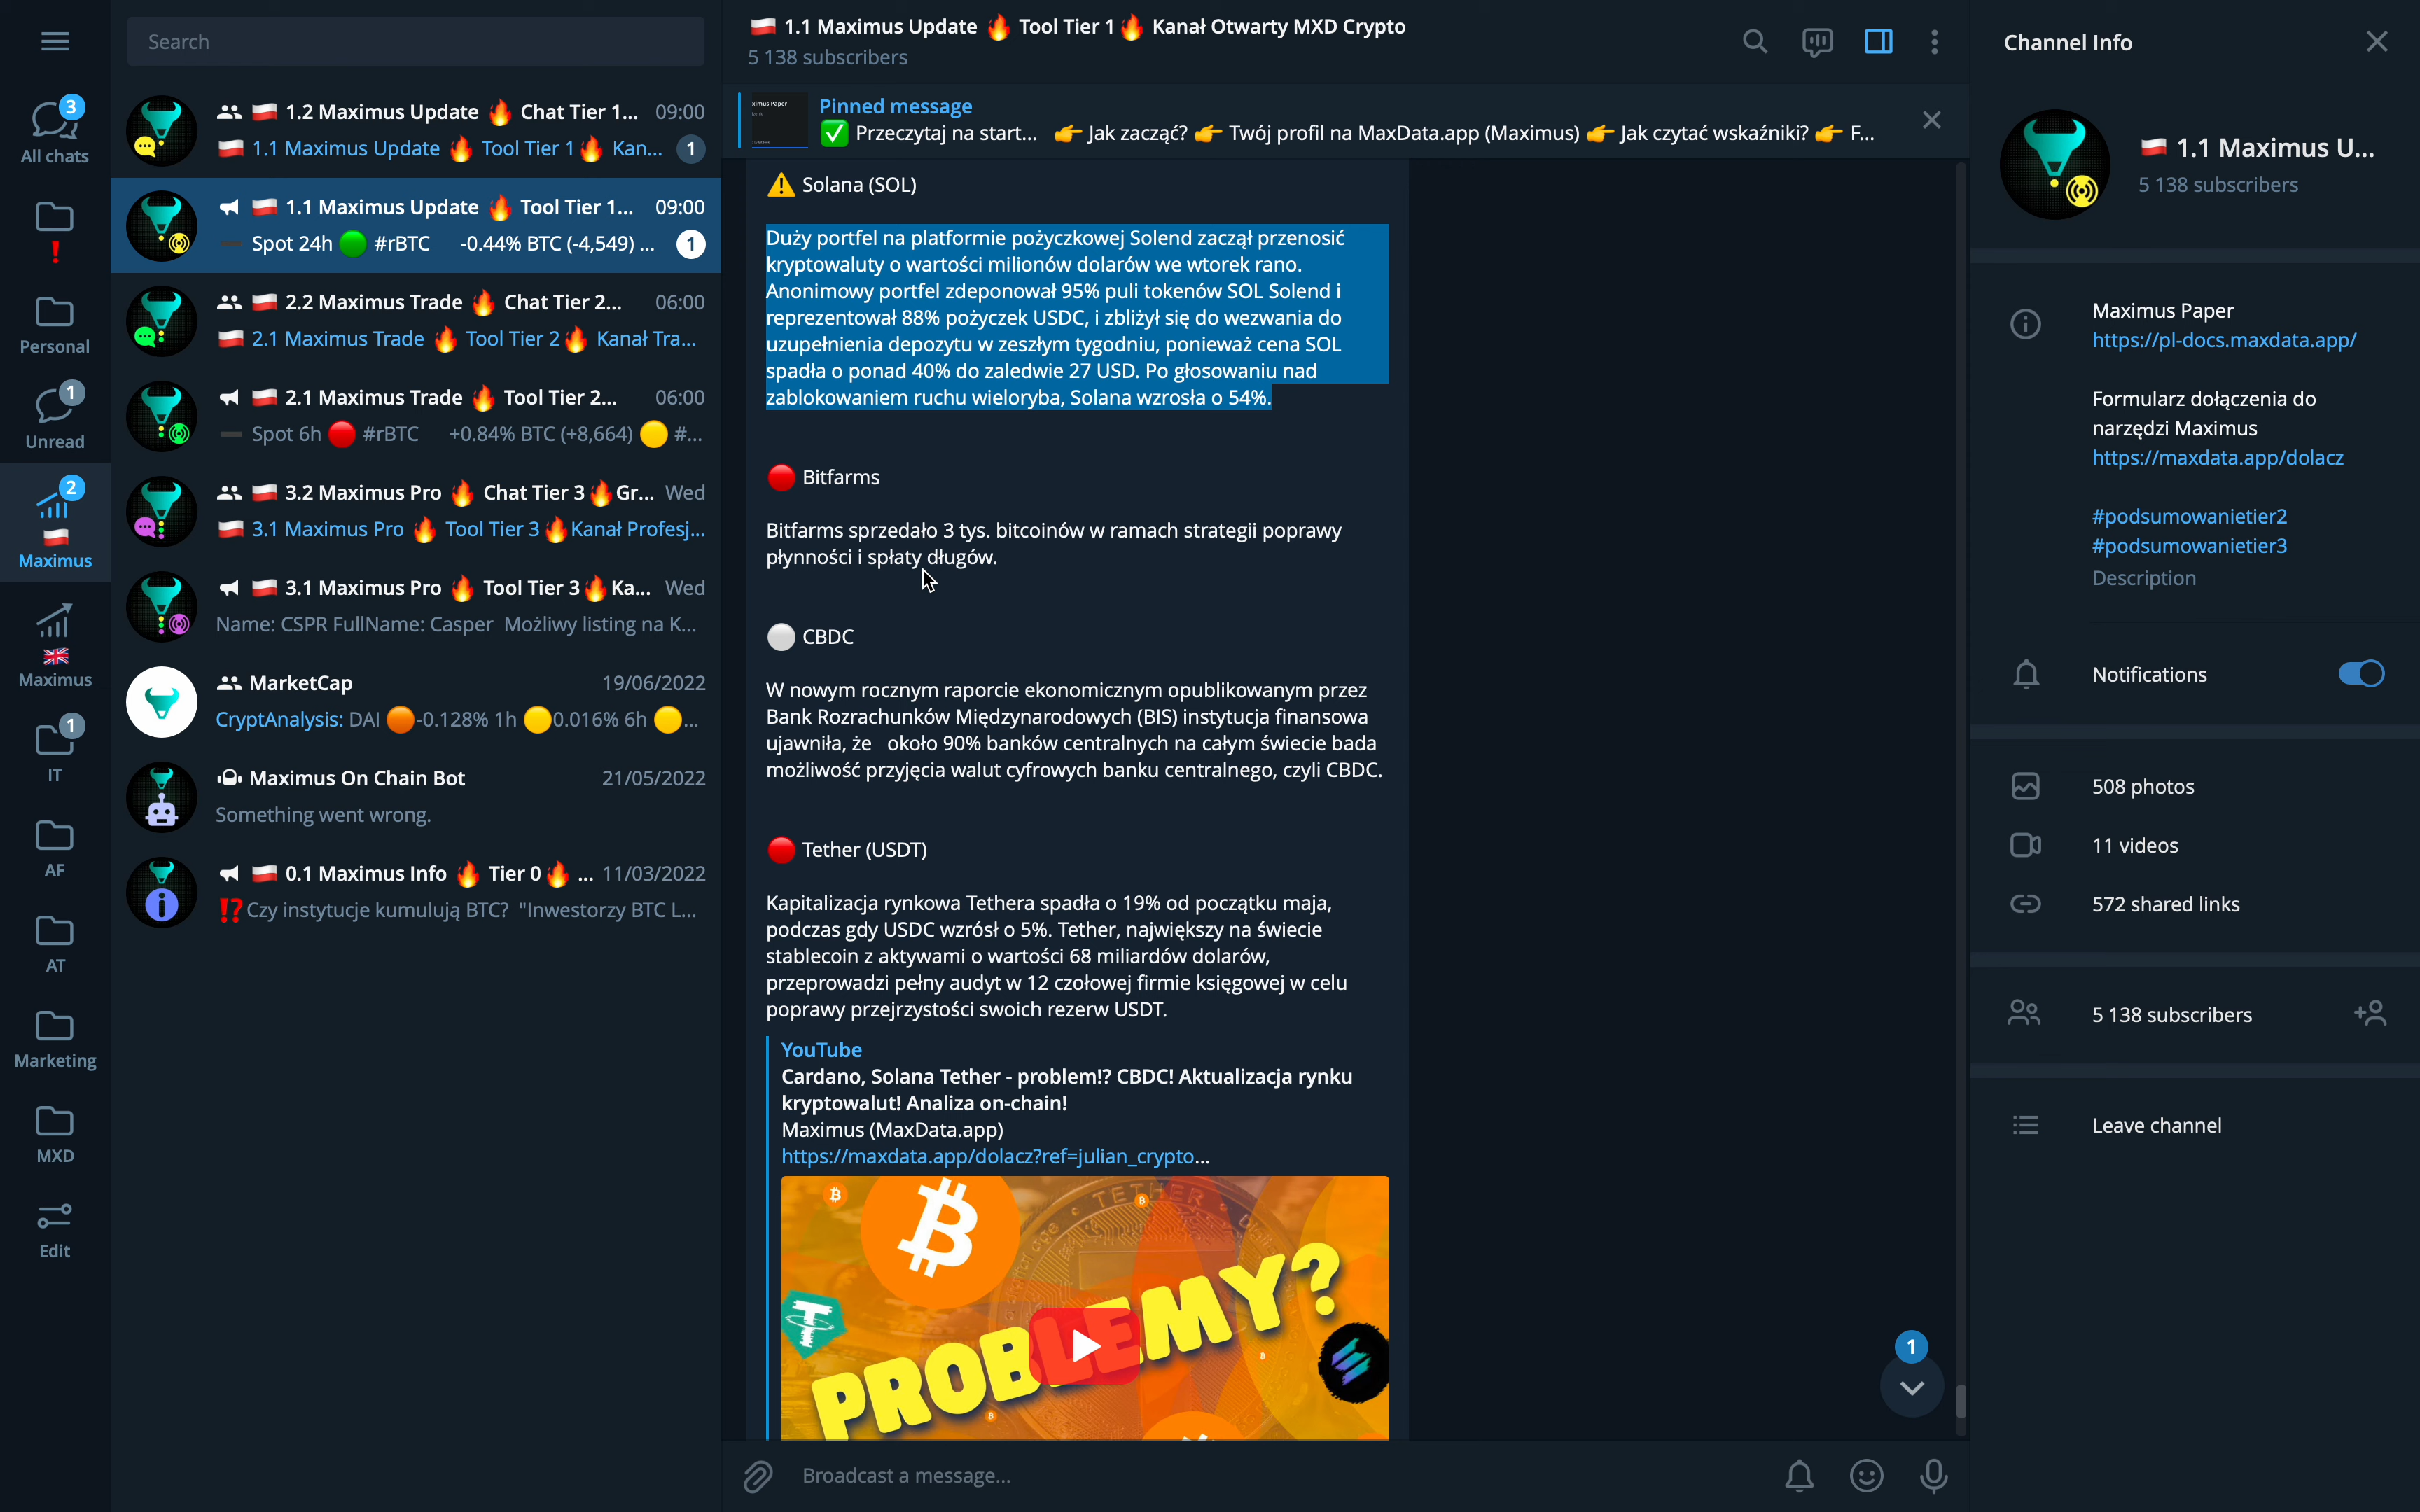 All chats
3
Personal
Unread
1
Maximus
2
Maximus
IT
1
AF
AT
Marketing
MXD
Edit
Search
1.2 Maximus Update 🔥 Chat Tier 1... 09:00
🇵🇱 1.1 Maximus Update 🔥 Tool Tier 1🔥 Kan... 1
🇵🇱 1.1 Maximus Update 🔥 Tool Tier 1... 09:00
Spot 24h 🟢 #rBTC -0.44% BTC (-4,549) ... 1
🇵🇱 2.2 Maximus Trade 🔥 Chat Tier 2... 06:00
🇵🇱 2.1 Maximus Trade 🔥 Tool Tier 2🔥 Kanał Tra...
🇵🇱 2.1 Maximus Trade 🔥 Tool Tier 2... 06:00
Spot 6h 🔴 #rBTC +0.84% BTC (+8,664) 🟡 #...
🇵🇱 3.2 Maximus Pro 🔥 Chat Tier 3🔥Gr... Wed
🇵🇱 3.1 Maximus Pro 🔥 Tool Tier 3🔥Kanał Profesj...
🇵🇱 3.1 Maximus Pro 🔥 Tool Tier 3🔥Ka... Wed
Name: CSPR FullName: Casper Możliwy listing na K...
MarketCap 19/06/2022
CryptAnalysis: DAI 🟠-0.128% 1h 🟡0.016% 6h 🟡...
Maximus On Chain Bot 21/05/2022
Something went wrong.
🇵🇱 0.1 Maximus Info 🔥 Tier 0🔥 ... 11/03/2022
⁉️Czy instytucje kumulują BTC? "Inwestorzy BTC L...
🇵🇱 1.1 Maximus Update 🔥 Tool Tier 1🔥 Kanał Otwarty MXD Crypto
5 138 subscribers
ximus Paper
Pinned message
✅ Przeczytaj na start... 👉 Jak zacząć? 👉 Twój profil na MaxData.app (Maximus) 👉 Jak czytać wskaźniki? 👉 F...
⚠️ Solana (SOL)
Duży portfel na platformie pożyczkowej Solend zaczął przenosić
kryptowaluty o wartości milionów dolarów we wtorek rano.
Anonimowy portfel zdeponował 95% puli tokenów SOL Solend i
reprezentował 88% pożyczek USDC, i zbliżył się do wezwania do
uzupełnienia depozytu w zeszłym tygodniu, ponieważ cena SOL
spadła o ponad 40% do zaledwie 27 USD. Po głosowaniu nad
zablokowaniem ruchu wieloryba, Solana wzrosła o 54%.
🔴 Bitfarms
Bitfarms sprzedało 3 tys. bitcoinów w ramach strategii poprawy
płynności i spłaty długów.
⚪ CBDC
W nowym rocznym raporcie ekonomicznym opublikowanym przez
Bank Rozrachunków Międzynarodowych (BIS) instytucja finansowa
ujawniła, że około 90% banków centralnych na całym świecie bada
możliwość przyjęcia walut cyfrowych banku centralnego, czyli CBDC.
🔴 Tether (USDT)
Kapitalizacja rynkowa Tethera spadła o 19% od początku maja,
podczas gdy USDC wzrósł o 5%. Tether, największy na świecie
stablecoin z aktywami o wartości 68 miliardów dolarów,
przeprowadzi pełny audyt w 12 czołowej firmie księgowej w celu
poprawy przejrzystości swoich rezerw USDT.
YouTube
Cardano, Solana Tether - problem!? CBDC! Aktualizacja rynku
kryptowalut! Analiza on-chain!
Maximus (MaxData.app)
https://maxdata.app/dolacz?ref=julian_crypto...
TETHER
PROBLEMY?
1
Broadcast a message...
Channel Info
🇵🇱 1.1 Maximus U...
5 138 subscribers
Maximus Paper
https://pl-docs.maxdata.app/
Formularz dołączenia do
narzędzi Maximus
https://maxdata.app/dolacz
#podsumowanietier2
#podsumowanietier3
Description
Notifications
508 photos
11 videos
572 shared links
5 138 subscribers
Leave channel